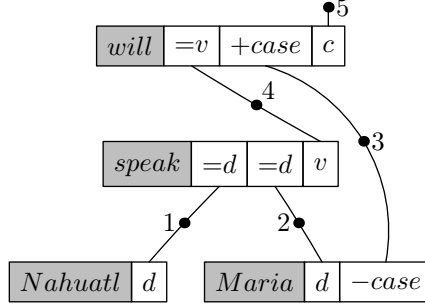 5
will =v +case c
4
3
speak =d =d v
1 2
Nahuatl d Maria d −case